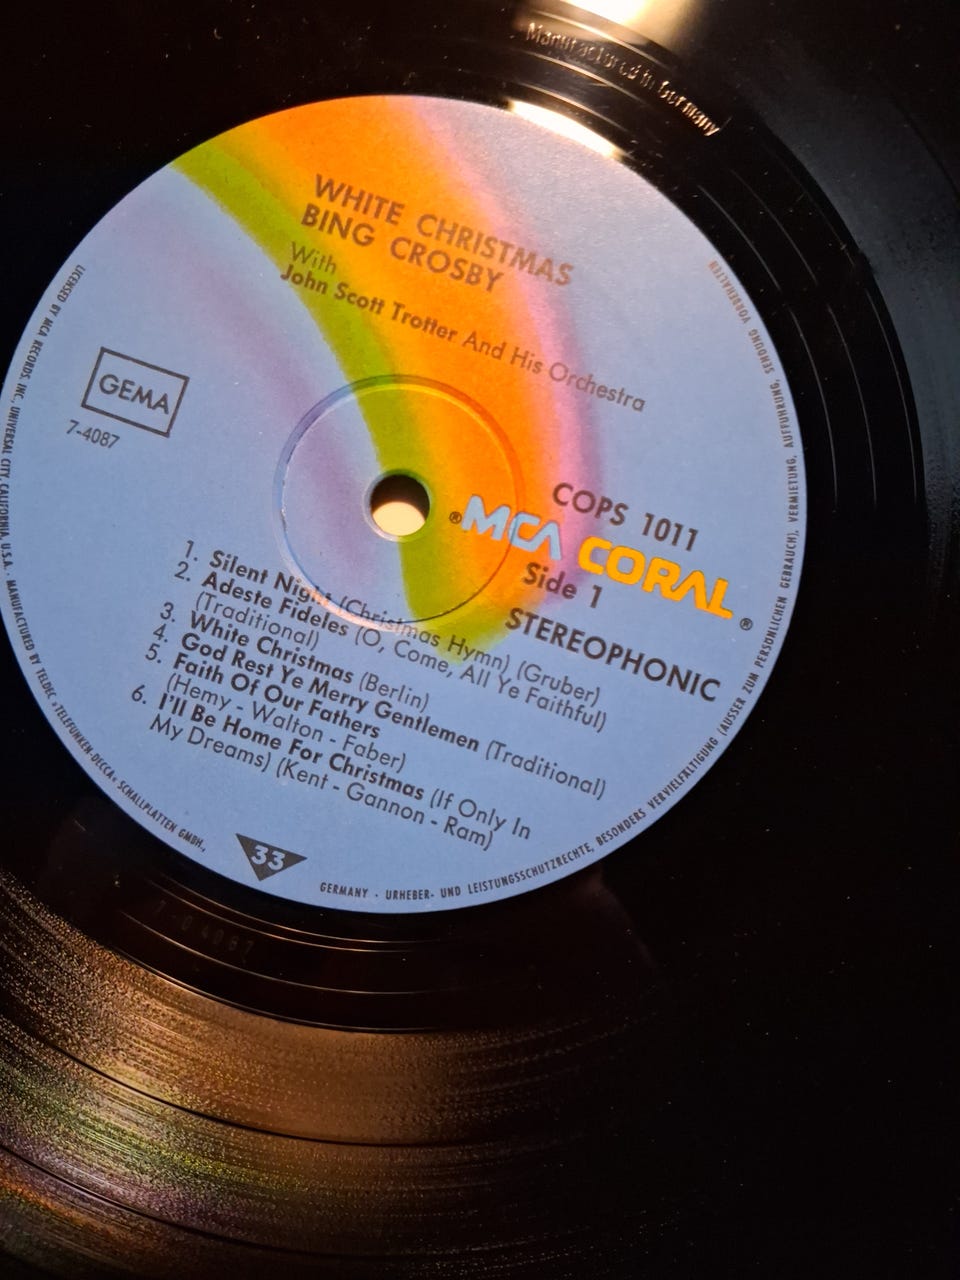 Manufactured in Germany
WHITE CHRISTMAS
BING CROSBY
With
John Scott Trotter And His Orchestra
GEMA
7-4087
COPS 1011
® MCA CORAL ®
Side 1
STEREOPHONIC
1. Silent Night (Christmas Hymn) (Gruber)
2. Adeste Fideles (O, Come, All Ye Faithful)
(Traditional)
3. White Christmas (Berlin)
4. God Rest Ye Merry Gentlemen (Traditional)
5. Faith Of Our Fathers
(Hemy - Walton - Faber)
6. I'll Be Home For Christmas (If Only In
My Dreams) (Kent - Gannon - Ram)
33
LICENSED BY MCA RECORDS, INC., UNIVERSAL CITY, CALIFORNIA, U.S.A. · MANUFACTURED BY TELDEC »TELEFUNKEN-DECCA« SCHALLPLATTEN GMBH.,
GERMANY · URHEBER- UND LEISTUNGSSCHUTZRECHTE, BESONDERS VERVIELFÄLTIGUNG (AUSSER ZUM PERSÖNLICHEN GEBRAUCH), VERMIETUNG, AUFFÜHRUNG, SENDUNG VORBEHALTEN